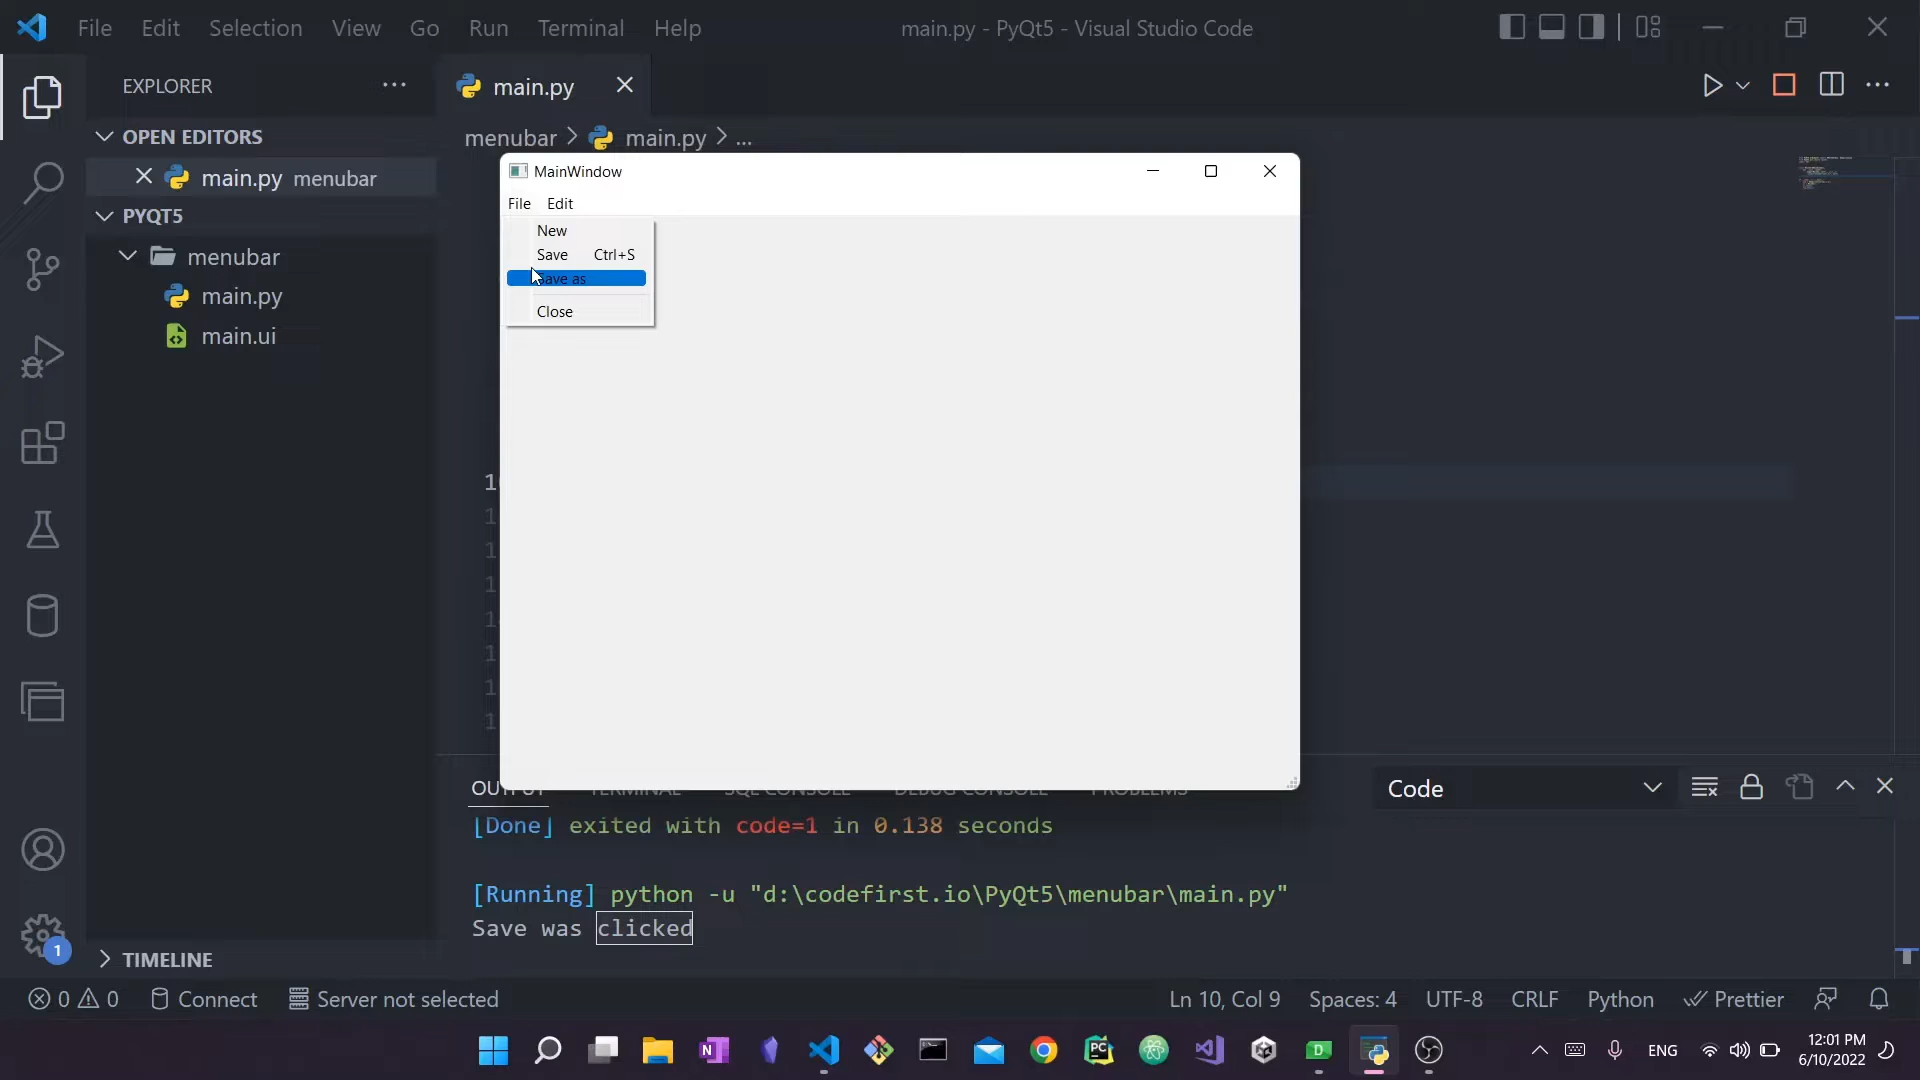 File Edit Selection View Go Run Terminal Help
main.py - PyQt5 - Visual Studio Code
EXPLORER
main.py
OPEN EDITORS
menubar > main.py > ...
main.py menubar
PYQT5
menubar
main.py
main.ui
MainWindow
File Edit
New
Save Ctrl+S
Save as
Close
Code
[Done] exited with code=1 in 0.138 seconds
[Running] python -u "d:\codefirst.io\PyQt5\menubar\main.py"
Save was clicked
TIMELINE
1
0 0 Connect Server not selected
Ln 10, Col 9 Spaces: 4 UTF-8 CRLF Python Prettier
ENG
12:01 PM
6/10/2022